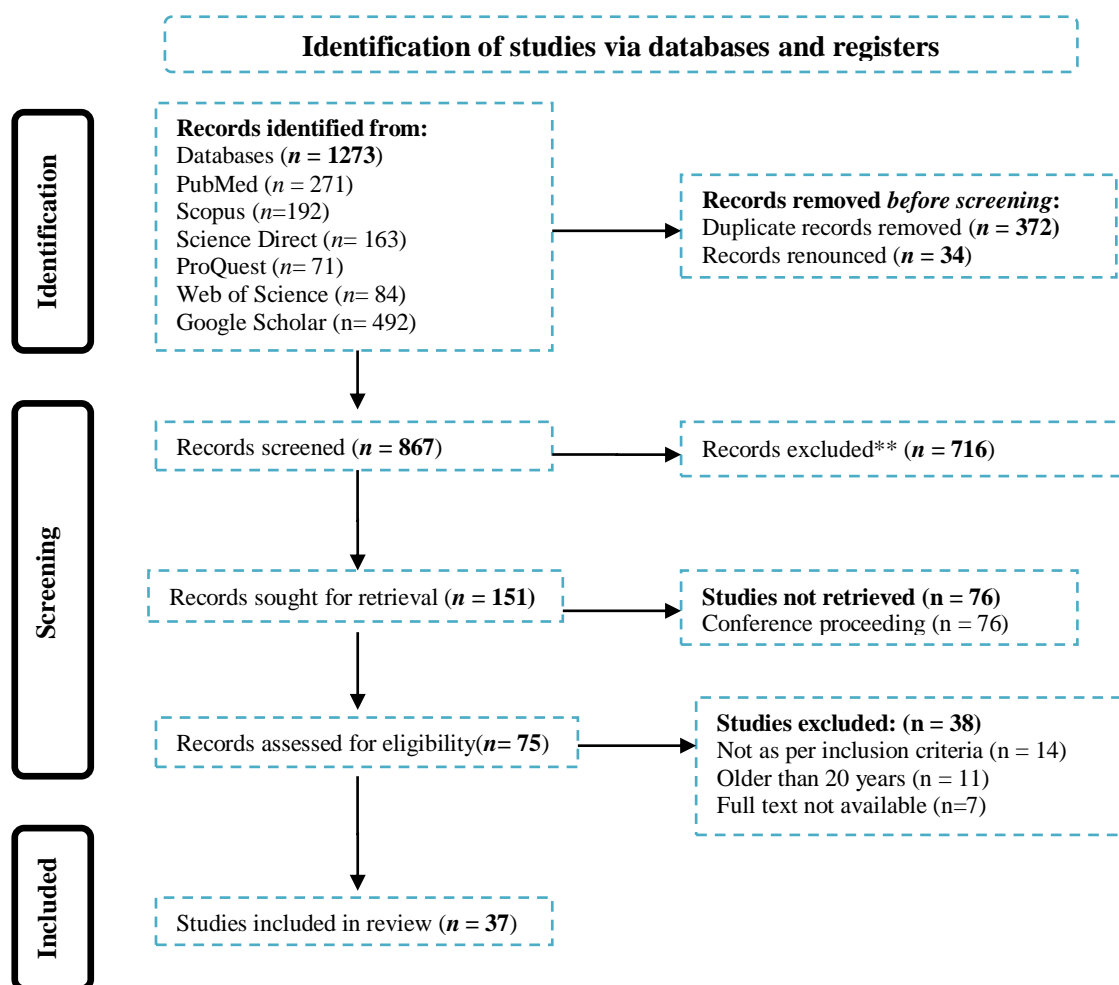 Identification of studies via databases and registers
Identification
Records identified from:
Databases (n = 1273)
PubMed (n = 271)
Scopus (n=192)
Science Direct (n= 163)
ProQuest (n= 71)
Web of Science (n= 84)
Google Scholar (n= 492)
Records removed before screening:
Duplicate records removed (n = 372)
Records renounced (n = 34)
Screening
Records screened (n = 867)
Records excluded** (n = 716)
Records sought for retrieval (n = 151)
Studies not retrieved (n = 76)
Conference proceeding (n = 76)
Records assessed for eligibility(n= 75)
Studies excluded: (n = 38)
Not as per inclusion criteria (n = 14)
Older than 20 years (n = 11)
Full text not available (n=7)
Included
Studies included in review (n = 37)